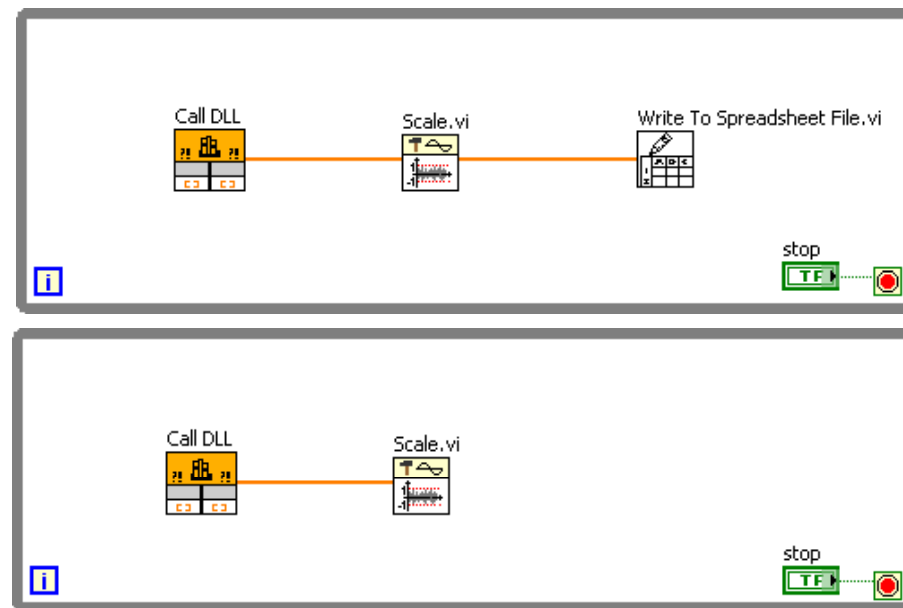 Call DLL
Scale.vi
Write To Spreadsheet File.vi
stop
TF
i
Call DLL
Scale.vi
stop
TF
i